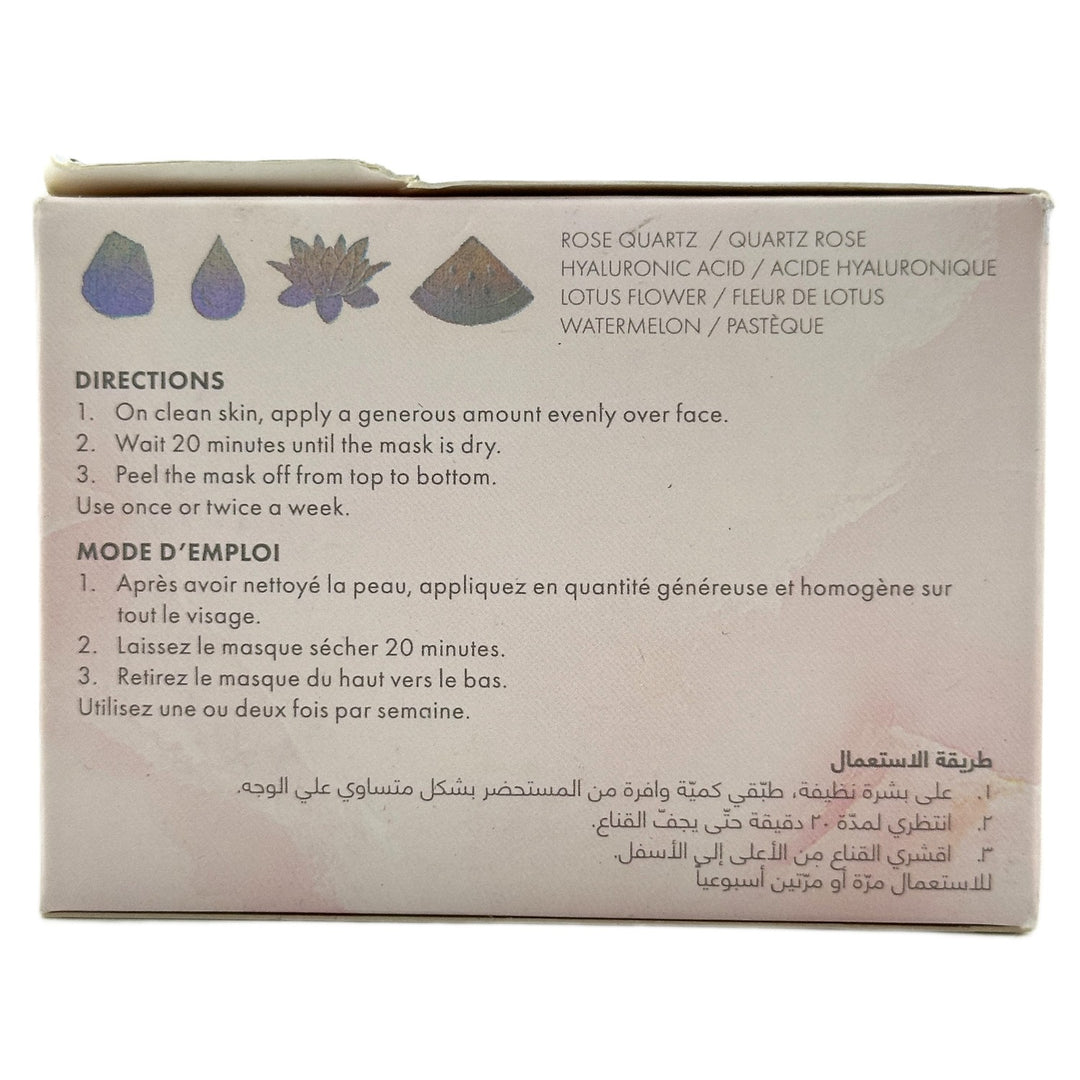 ROSE QUARTZ / QUARTZ ROSE
HYALURONIC ACID / ACIDE HYALURONIQUE
LOTUS FLOWER / FLEUR DE LOTUS
WATERMELON / PASTÈQUE
DIRECTIONS
1. On clean skin, apply a generous amount evenly over face.
2. Wait 20 minutes until the mask is dry.
3. Peel the mask off from top to bottom.
Use once or twice a week.
MODE D'EMPLOI
1. Après avoir nettoyé la peau, appliquez en quantité généreuse et homogène sur
tout le visage.
2. Laissez le masque sécher 20 minutes.
3. Retirez le masque du haut vers le bas.
Utilisez une ou deux fois par semaine.
طريقة الاستعمال
١. على بشرة نظيفة، طبّقي كميّة وافرة من المستحضر بشكل متساوي علي الوجه.
٢. انتظري لمدّة ٢٠ دقيقة حتّى يجفّ القناع.
٣. اقشري القناع من الأعلى إلى الأسفل.
للاستعمال مرّة أو مرّتين أسبوعياً